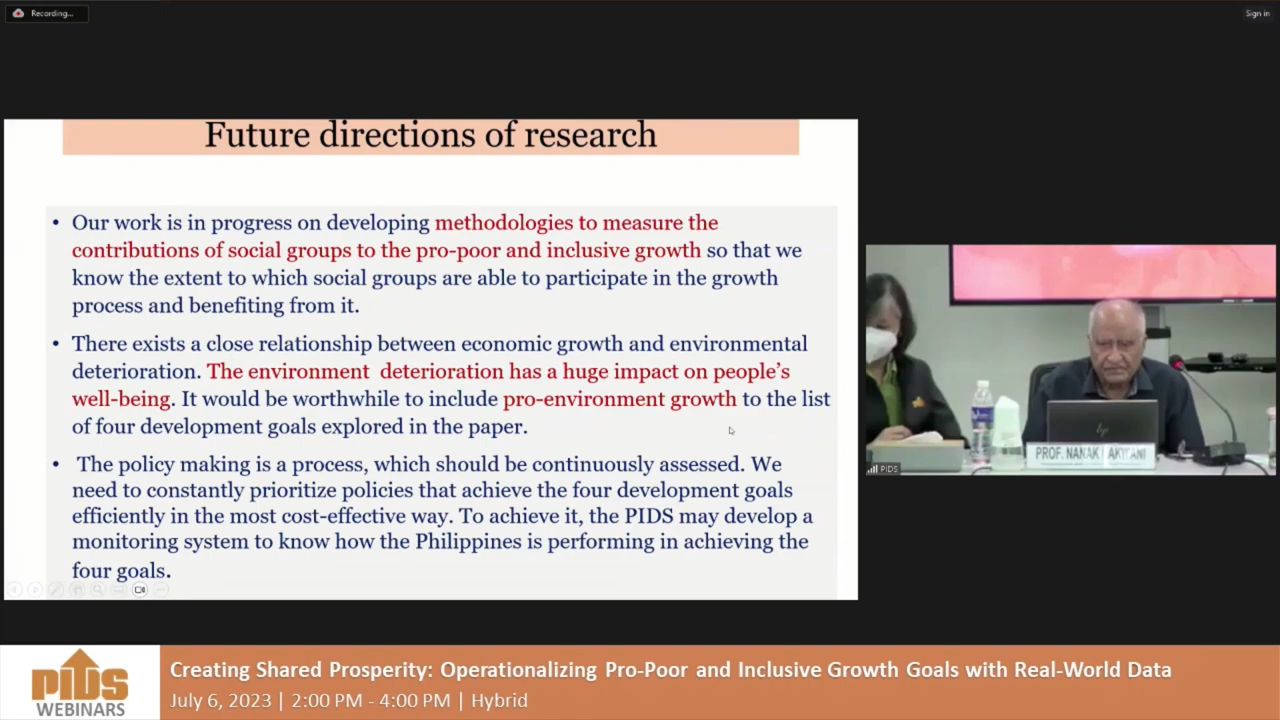 Recording...
Sign in
Future directions of research
• Our work is in progress on developing methodologies to measure the
contributions of social groups to the pro-poor and inclusive growth so that we
know the extent to which social groups are able to participate in the growth
process and benefiting from it.
• There exists a close relationship between economic growth and environmental
deterioration. The environment deterioration has a huge impact on people's
well-being. It would be worthwhile to include pro-environment growth to the list
of four development goals explored in the paper.
• The policy making is a process, which should be continuously assessed. We
need to constantly prioritize policies that achieve the four development goals
efficiently in the most cost-effective way. To achieve it, the PIDS may develop a
monitoring system to know how the Philippines is performing in achieving the
four goals.
hp
PROF. NANAK KAKWANI
PIDS
PIDS
WEBINARS
Creating Shared Prosperity: Operationalizing Pro-Poor and Inclusive Growth Goals with Real-World Data
July 6, 2023 | 2:00 PM - 4:00 PM | Hybrid